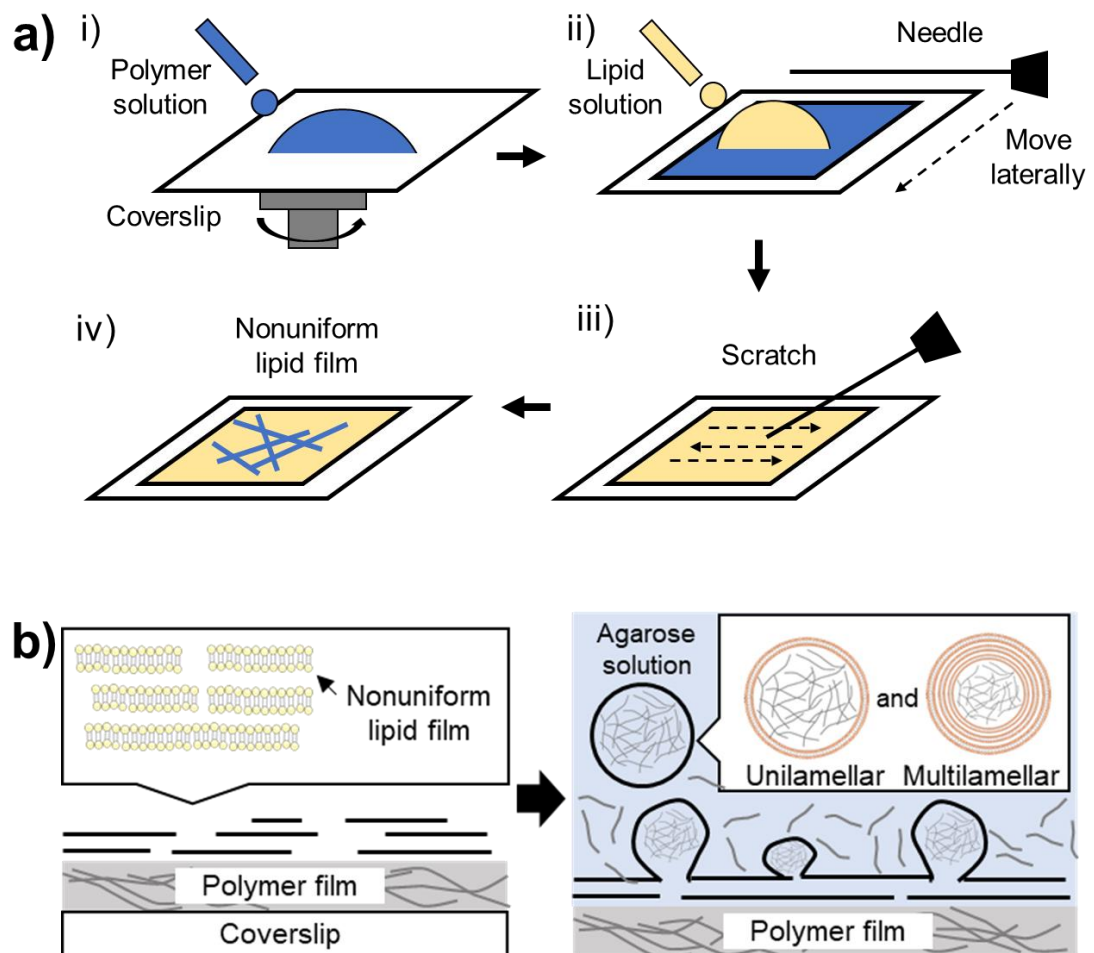 a)
i)
Polymer
solution
Coverslip
ii)
Lipid
solution
Needle
Move
laterally
iii)
Scratch
iv)
Nonuniform
lipid film
b)
Nonuniform
lipid film
Polymer film
Coverslip
Agarose
solution
and
Unilamellar Multilamellar
Polymer film